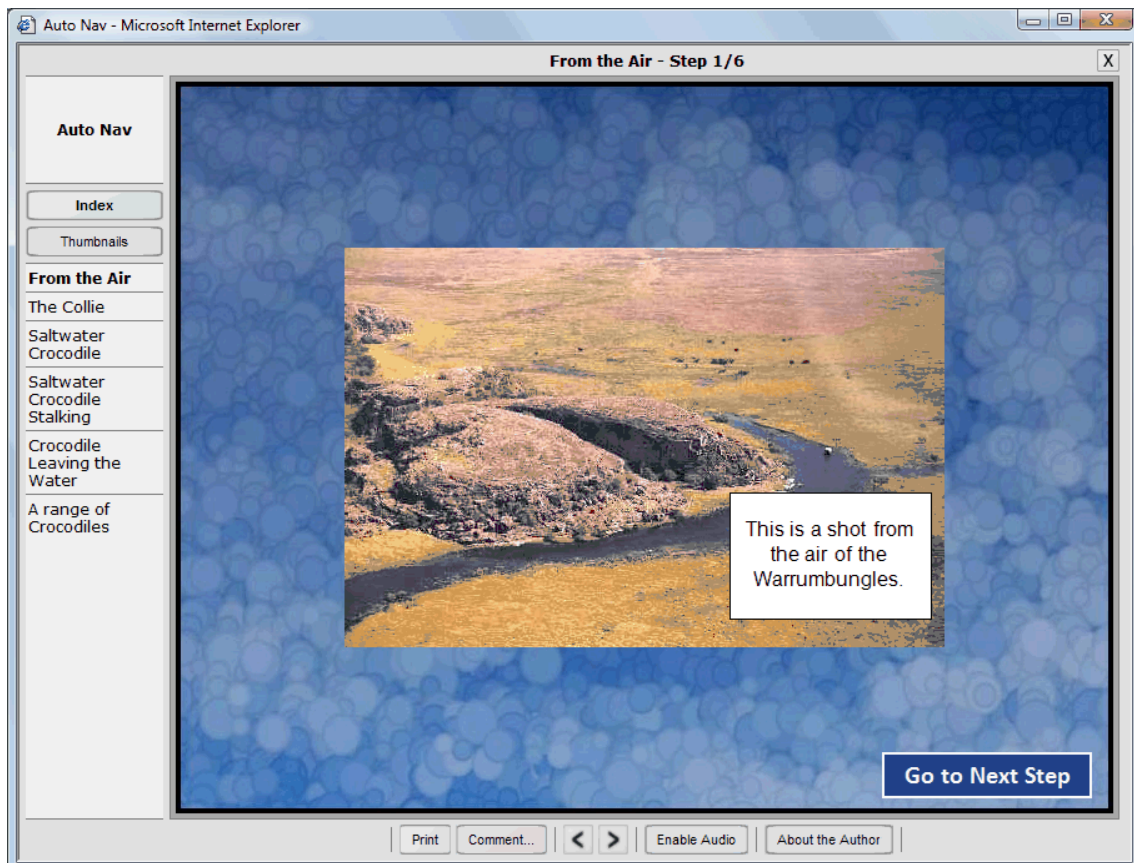 Auto Nav - Microsoft Internet Explorer
From the Air - Step 1/6
X
Auto Nav
Index
Thumbnails
From the Air
The Collie
Saltwater
Crocodile
Saltwater
Crocodile
Stalking
Crocodile
Leaving the
Water
A range of
Crocodiles
This is a shot from
the air of the
Warrumbungles.
Go to Next Step
Print
Comment...
<
>
Enable Audio
About the Author